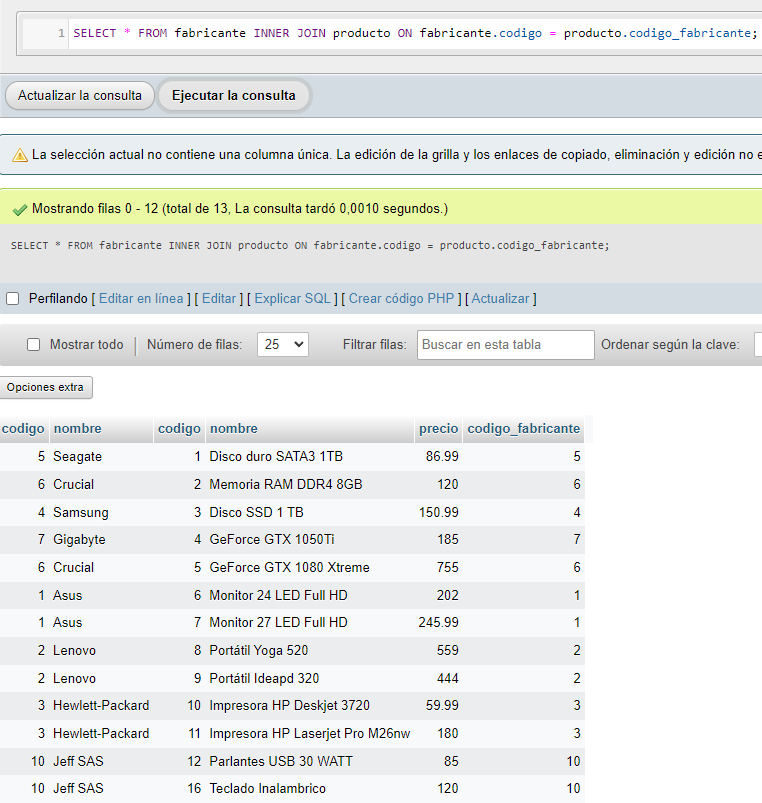 1 SELECT * FROM fabricante INNER JOIN producto ON fabricante.codigo = producto.codigo_fabricante;
Actualizar la consulta Ejecutar la consulta
La selección actual no contiene una columna única. La edición de la grilla y los enlaces de copiado, eliminación y edición no e
Mostrando filas 0 - 12 (total de 13, La consulta tardó 0,0010 segundos.)
SELECT * FROM fabricante INNER JOIN producto ON fabricante.codigo = producto.codigo_fabricante;
Perfilando [ Editar en línea ] [ Editar ] [ Explicar SQL ] [ Crear código PHP ] [ Actualizar ]
Mostrar todo Número de filas: 25 Filtrar filas: Buscar en esta tabla Ordenar según la clave:
Opciones extra
codigo nombre codigo nombre precio codigo_fabricante
5 Seagate 1 Disco duro SATA3 1TB 86.99 5
6 Crucial 2 Memoria RAM DDR4 8GB 120 6
4 Samsung 3 Disco SSD 1 TB 150.99 4
7 Gigabyte 4 GeForce GTX 1050Ti 185 7
6 Crucial 5 GeForce GTX 1080 Xtreme 755 6
1 Asus 6 Monitor 24 LED Full HD 202 1
1 Asus 7 Monitor 27 LED Full HD 245.99 1
2 Lenovo 8 Portátil Yoga 520 559 2
2 Lenovo 9 Portátil Ideapd 320 444 2
3 Hewlett-Packard 10 Impresora HP Deskjet 3720 59.99 3
3 Hewlett-Packard 11 Impresora HP Laserjet Pro M26nw 180 3
10 Jeff SAS 12 Parlantes USB 30 WATT 85 10
10 Jeff SAS 16 Teclado Inalambrico 120 10